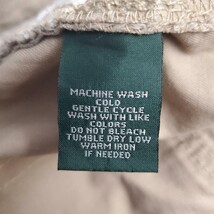 MACHINE WASH
COLD
GENTLE CYCLE
WASH WITH LIKE
COLORS
DO NOT BLEACH
TUMBLE DRY LOW
WARM IRON
IF NEEDED